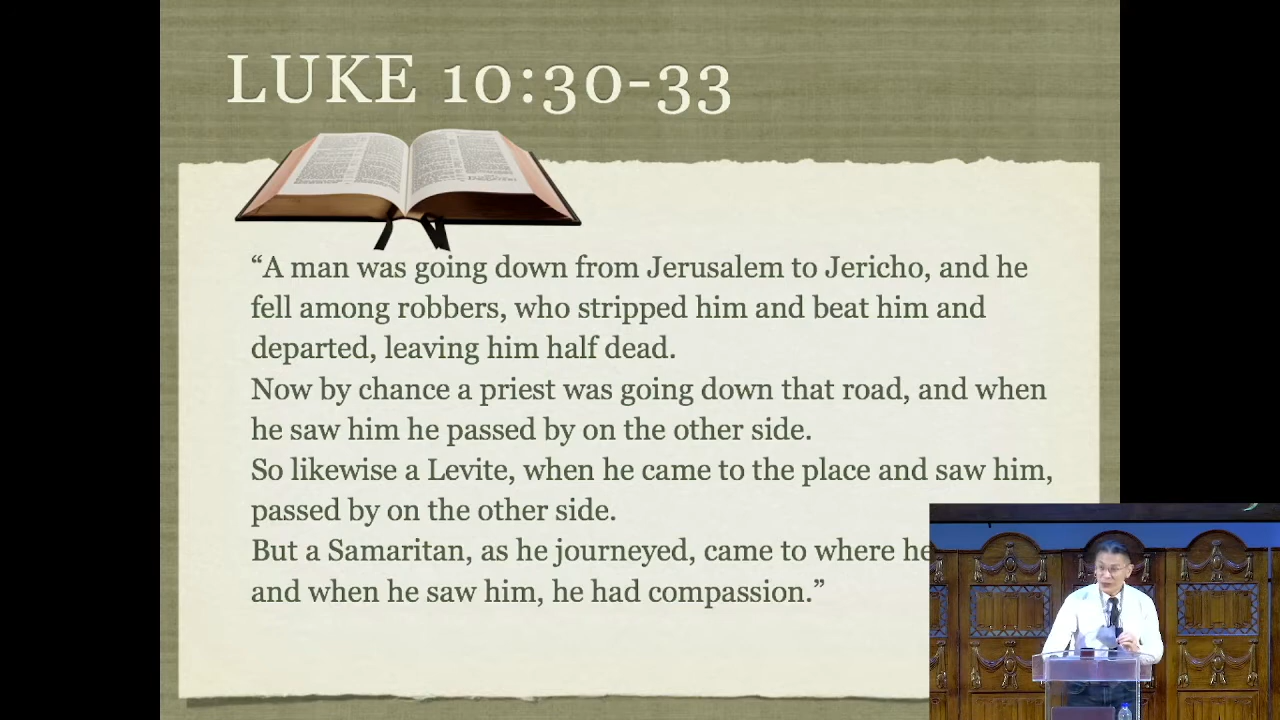 LUKE 10:30-33
“A man was going down from Jerusalem to Jericho, and he
fell among robbers, who stripped him and beat him and
departed, leaving him half dead.
Now by chance a priest was going down that road, and when
he saw him he passed by on the other side.
So likewise a Levite, when he came to the place and saw him,
passed by on the other side.
But a Samaritan, as he journeyed, came to where he
and when he saw him, he had compassion.”